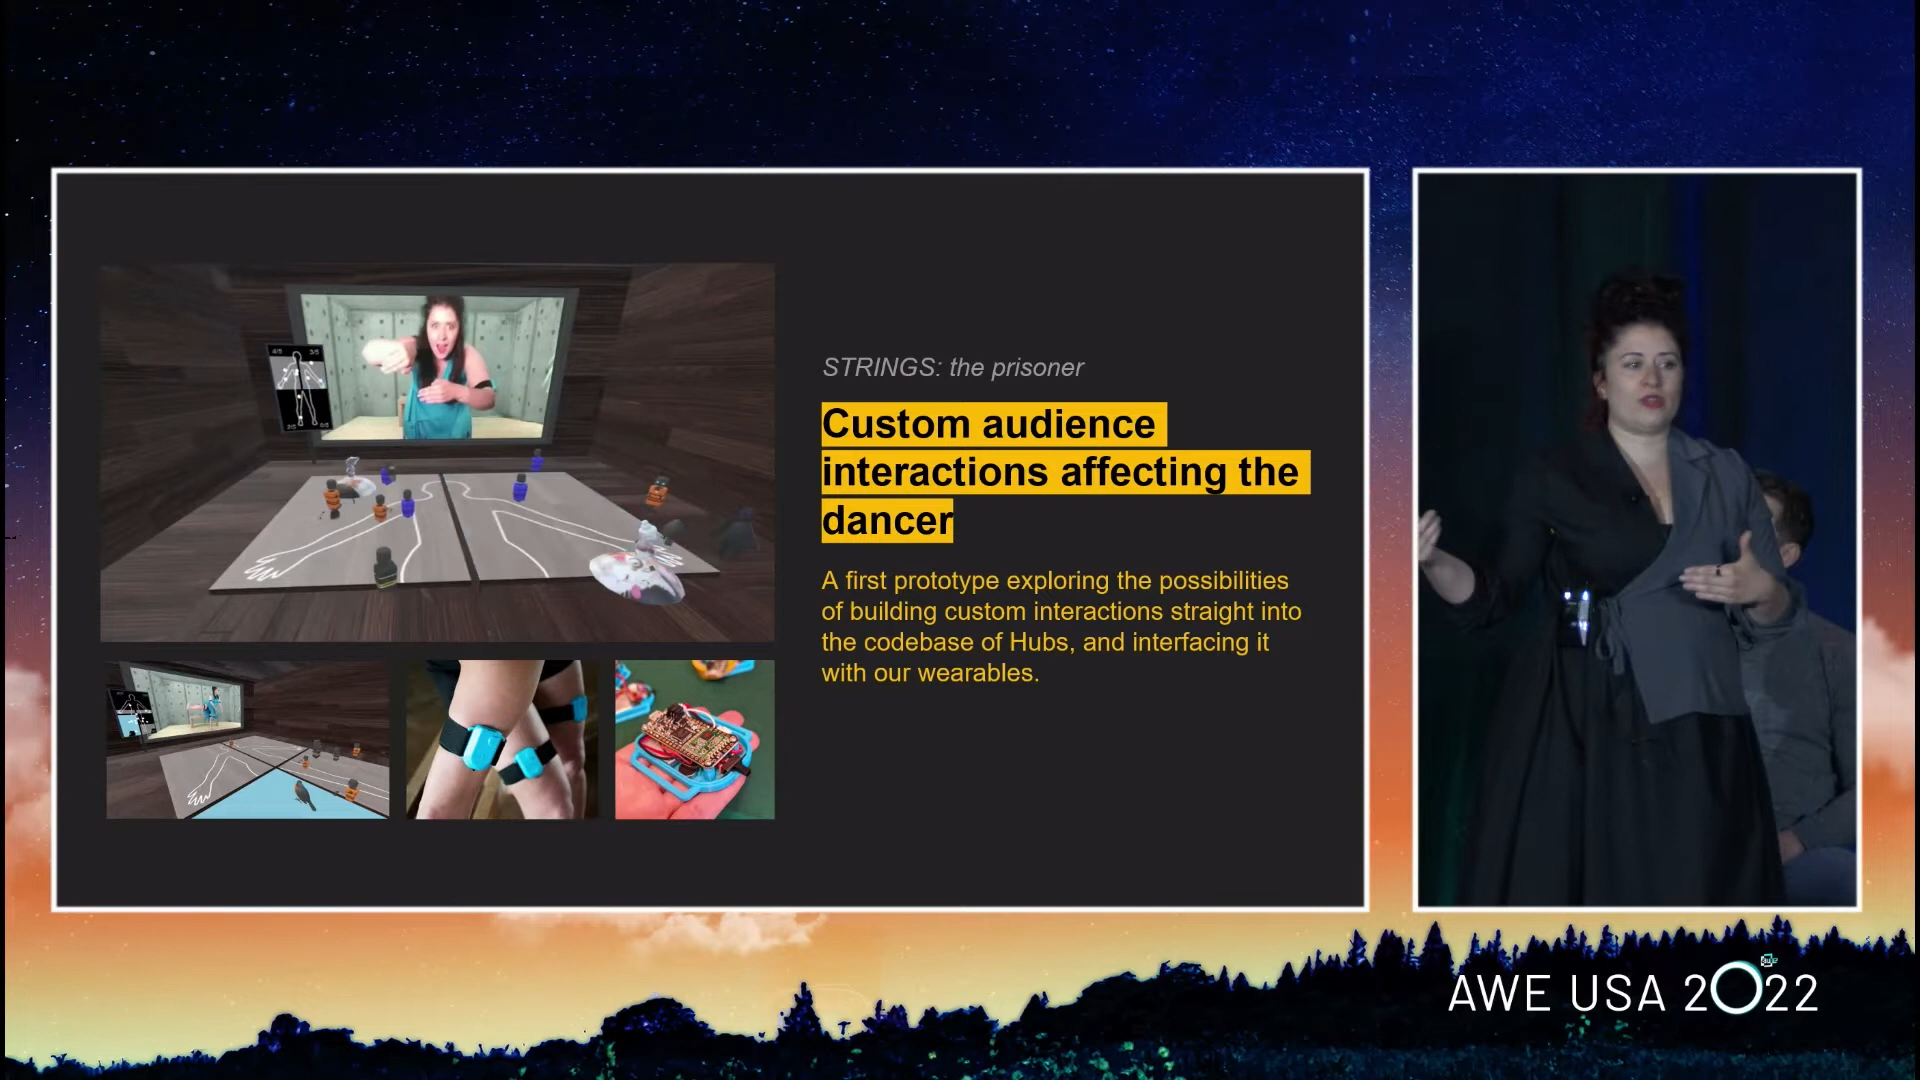 STRINGS: the prisoner
Custom audience
interactions affecting the
dancer
A first prototype exploring the possibilities
of building custom interactions straight into
the codebase of Hubs, and interfacing it
with our wearables.
AWE USA 2022